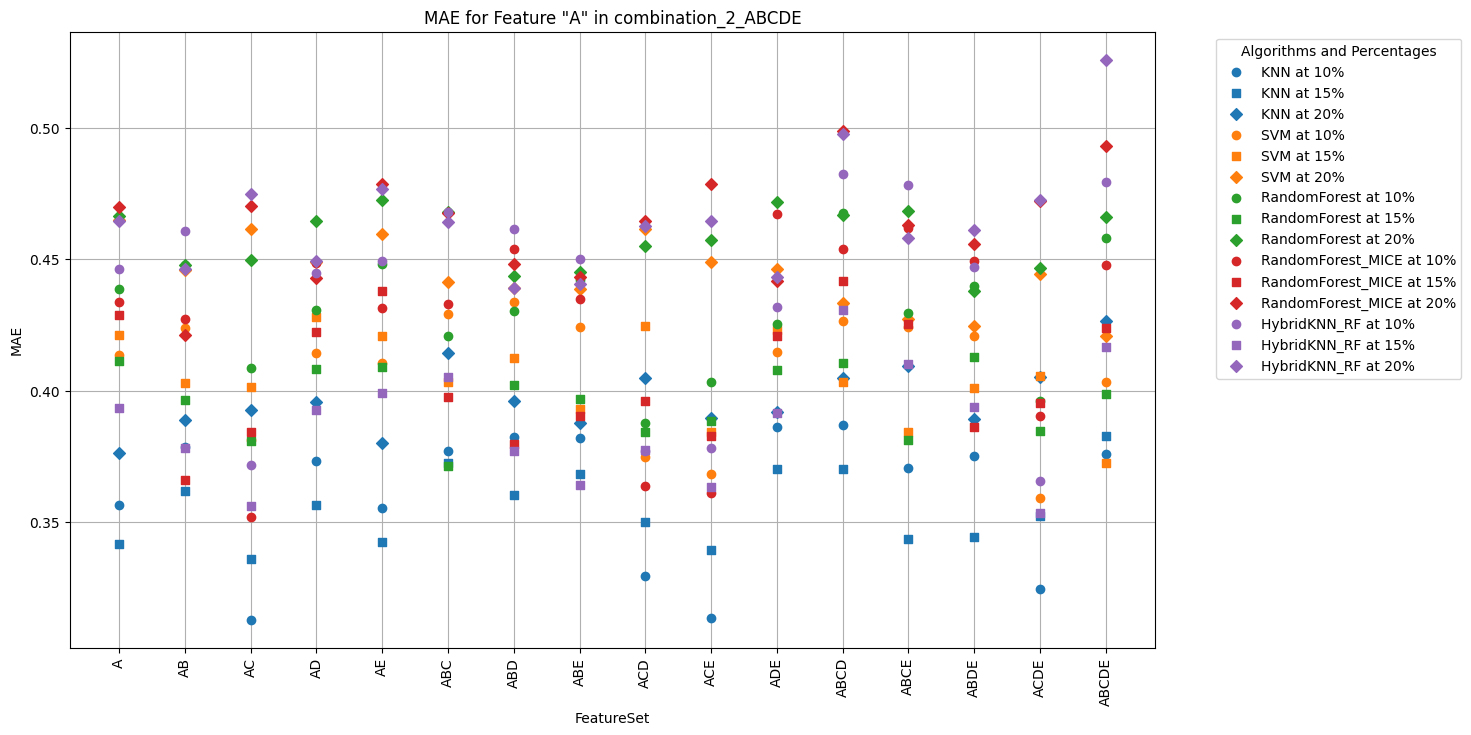 MAE for Feature "A" in combination_2_ABCDE
MAE
0.50
0.45
0.40
0.35
A
AB
AC
AD
AE
ABC
ABD
ABE
ACD
ACE
ADE
ABCD
ABCE
ABDE
ACDE
ABCDE
FeatureSet
Algorithms and Percentages
KNN at 10%
KNN at 15%
KNN at 20%
SVM at 10%
SVM at 15%
SVM at 20%
RandomForest at 10%
RandomForest at 15%
RandomForest at 20%
RandomForest_MICE at 10%
RandomForest_MICE at 15%
RandomForest_MICE at 20%
HybridKNN_RF at 10%
HybridKNN_RF at 15%
HybridKNN_RF at 20%